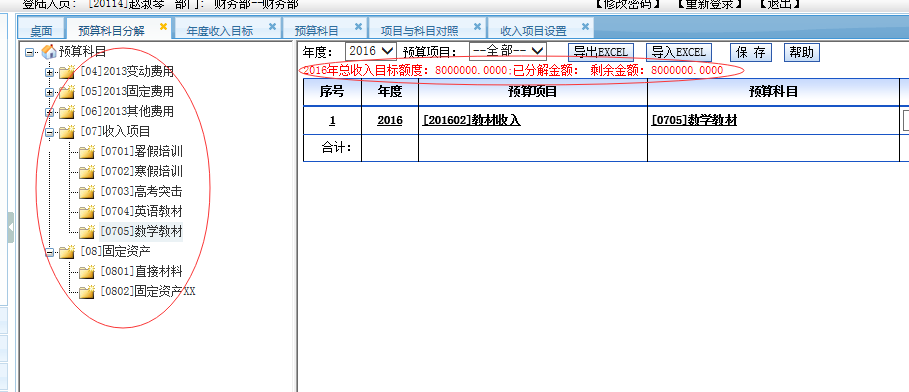 登陆人员: [20114]赵淑琴 部门: 财务部--财务部 【修改密码】【重新登录】【退出】
桌面 预算科目分解 年度收入目标 预算科目 项目与科目对照 收入项目设置
预算科目
[04]2013变动费用
[05]2013固定费用
[06]2013其他费用
[07]收入项目
[0701]暑假培训
[0702]寒假培训
[0703]高考突击
[0704]英语教材
[0705]数学教材
[08]固定资产
[0801]直接材料
[0802]固定资产XX
年度: 2016 预算项目: --全部-- 导出EXCEL 导入EXCEL 保 存 帮助
2016年总收入目标额度: 8000000.0000;已分解金额: 剩余金额: 8000000.0000
序号 年度 预算项目 预算科目
1 2016 [201602]教材收入 [0705]数学教材
合计: